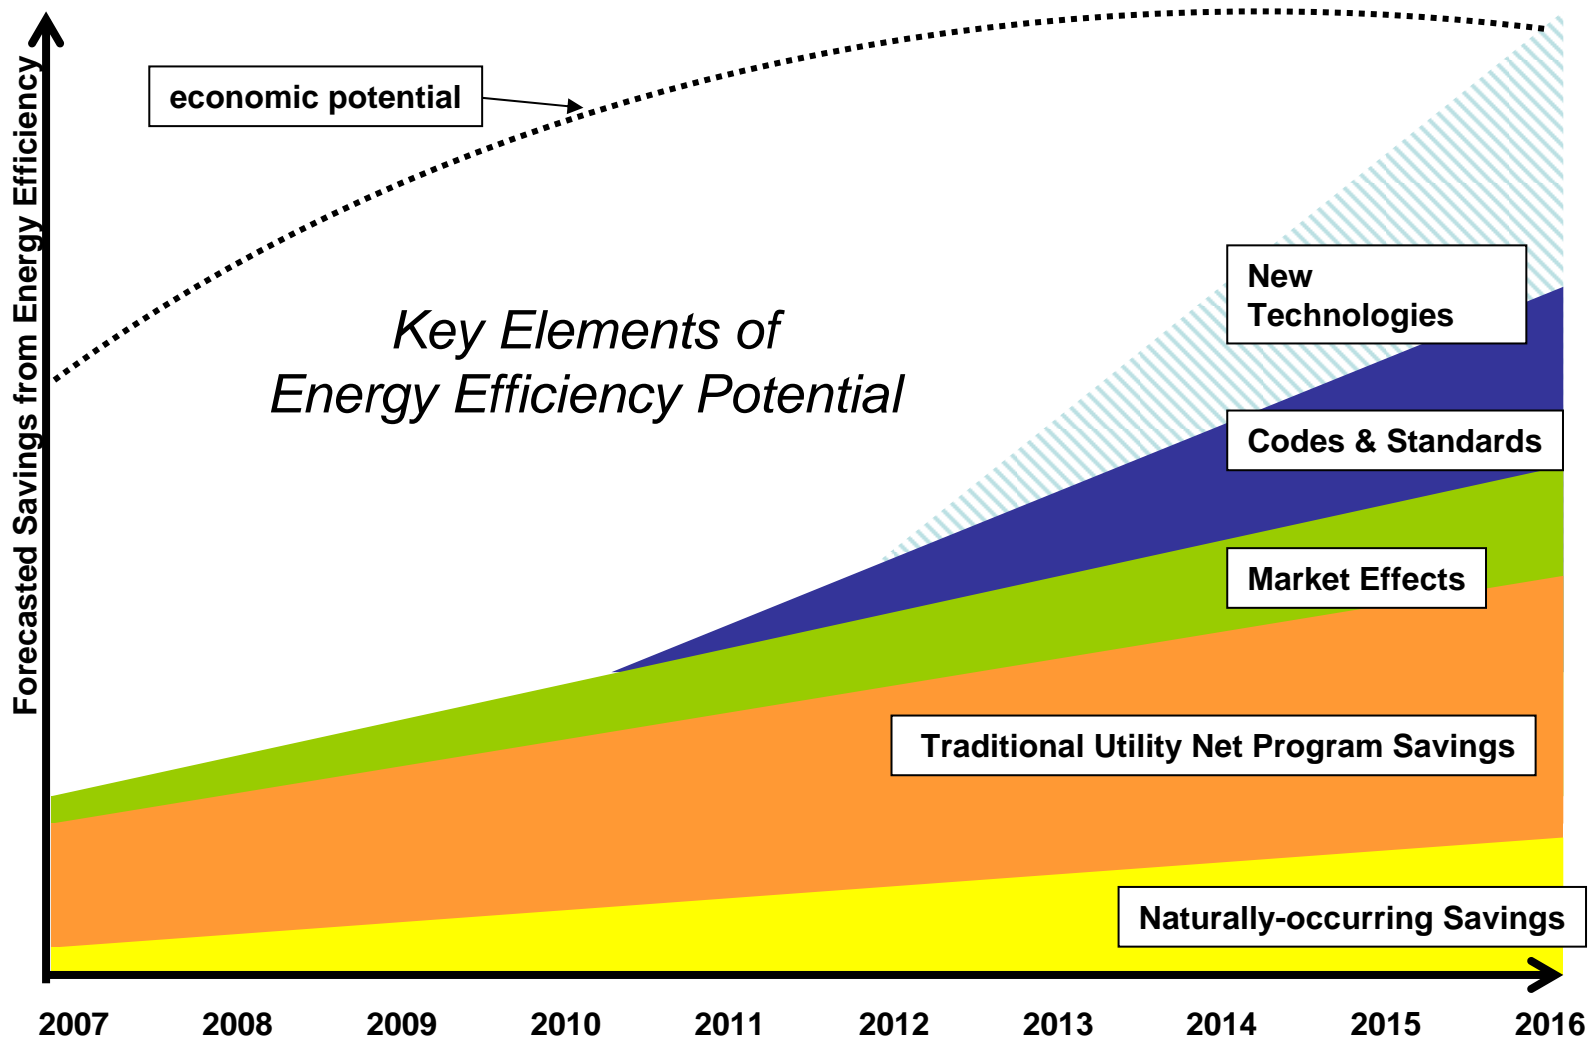 Forecasted Savings from Energy Efficiency
economic potential
Key Elements of
Energy Efficiency Potential
New
Technologies
Codes & Standards
Market Effects
Traditional Utility Net Program Savings
Naturally-occurring Savings
2007 2008 2009 2010 2011 2012 2013 2014 2015 2016